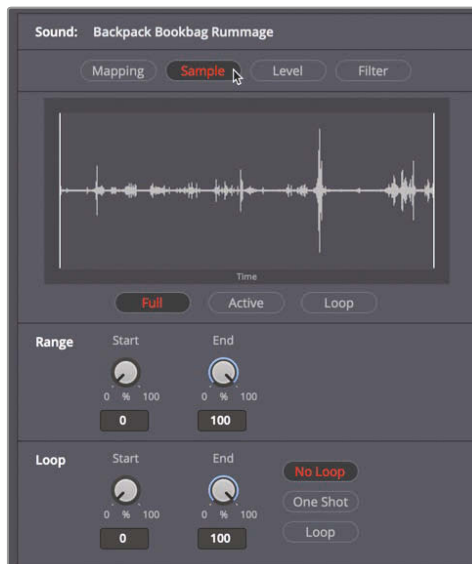 Sound: Backpack Bookbag Rummage
Mapping Sample Level Filter
Time
Full Active Loop
Range Start End
0 % 100 0 % 100
0 100
Loop Start End
No Loop
One Shot
0 % 100 0 % 100
Loop
0 100